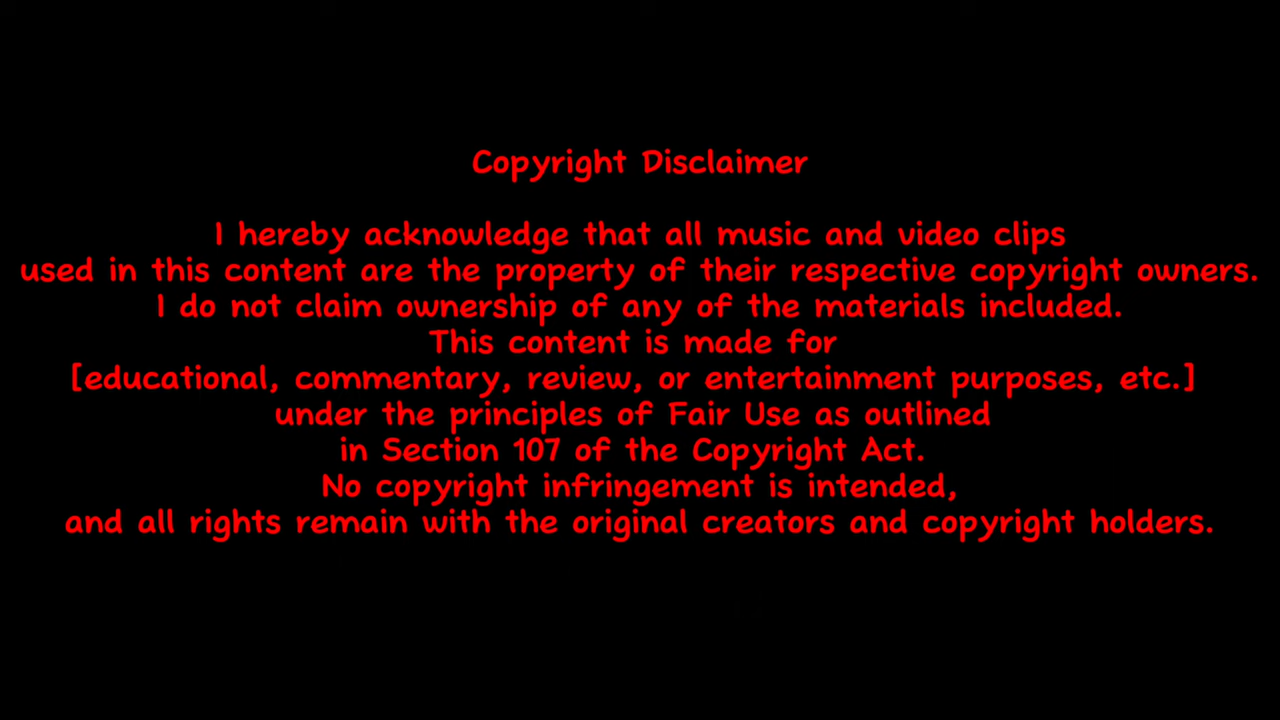 Copyright Disclaimer
I hereby acknowledge that all music and video clips
used in this content are the property of their respective copyright owners.
I do not claim ownership of any of the materials included.
This content is made for
[educational, commentary, review, or entertainment purposes, etc.]
under the principles of Fair Use as outlined
in Section 107 of the Copyright Act.
No copyright infringement is intended,
and all rights remain with the original creators and copyright holders.